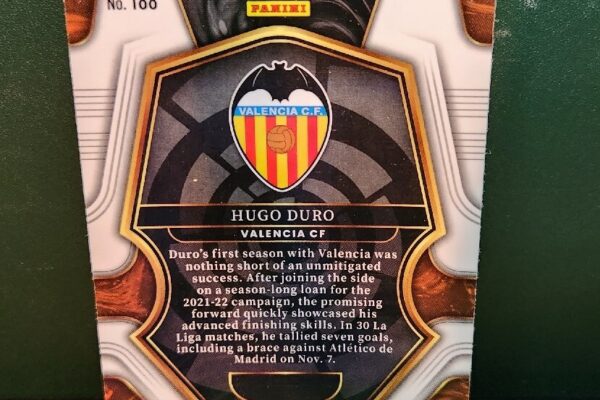 No. 166
PANINI
VALENCIA C.F.
HUGO DURO
VALENCIA CF
Duro's first season with Valencia was
nothing short of an unmitigated
success. After joining the side
on a season-long loan for the
2021-22 campaign, the promising
forward quickly showcased his
advanced finishing skills. In 30 La
Liga matches, he tallied seven goals,
including a brace against Atlético de
Madrid on Nov. 7.